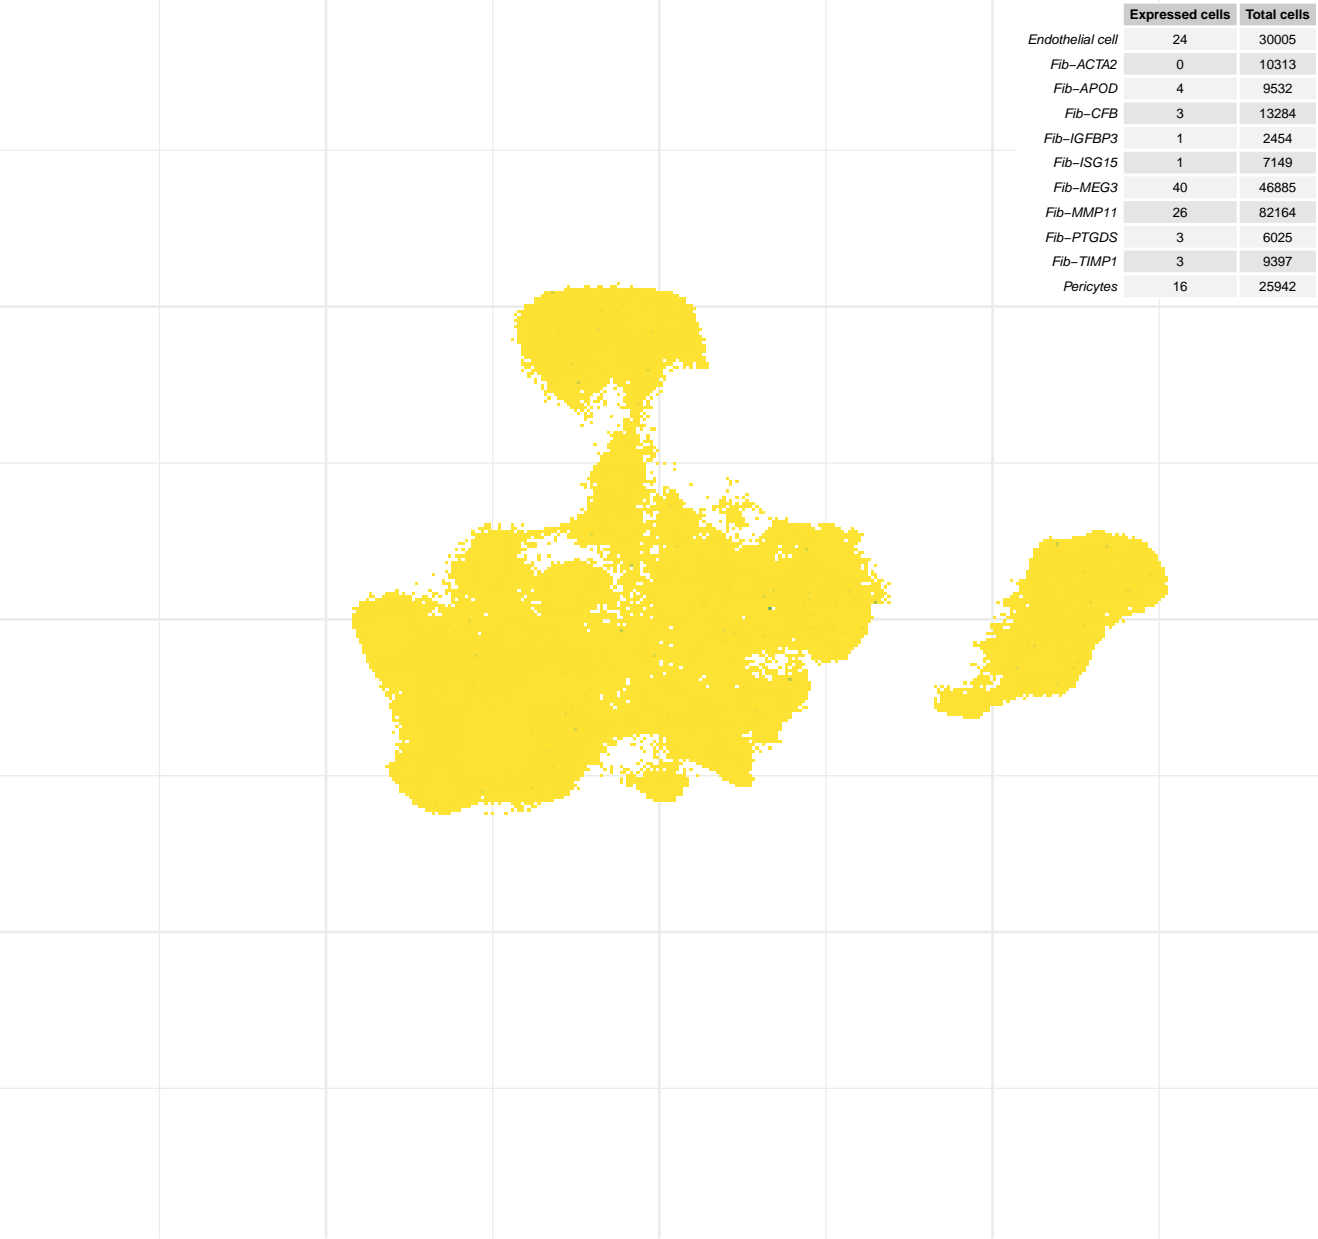 Expressed cells Total cells
Endothelial cell 24 30005
Fib−ACTA2 0 10313
Fib−APOD 4 9532
Fib−CFB 3 13284
Fib−IGFBP3 1 2454
Fib−ISG15 1 7149
Fib−MEG3 40 46885
Fib−MMP11 26 82164
Fib−PTGDS 3 6025
Fib−TIMP1 3 9397
Pericytes 16 25942